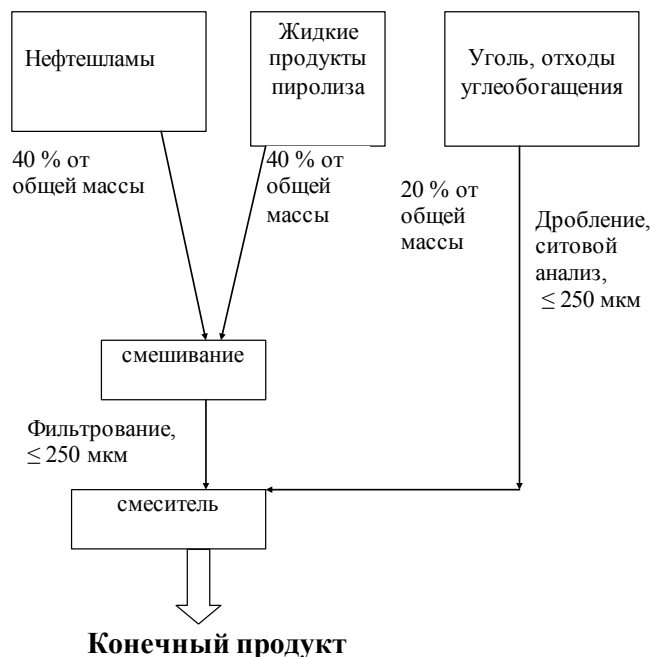 Нефтешламы
Жидкие
продукты
пиролиза
Уголь, отходы
углеобогащения
40 % от
общей массы
40 % от
общей
массы
20 % от
общей
массы
Дробление,
ситовой
анализ,
≤ 250 мкм
смешивание
Фильтрование,
≤ 250 мкм
смеситель
Конечный продукт